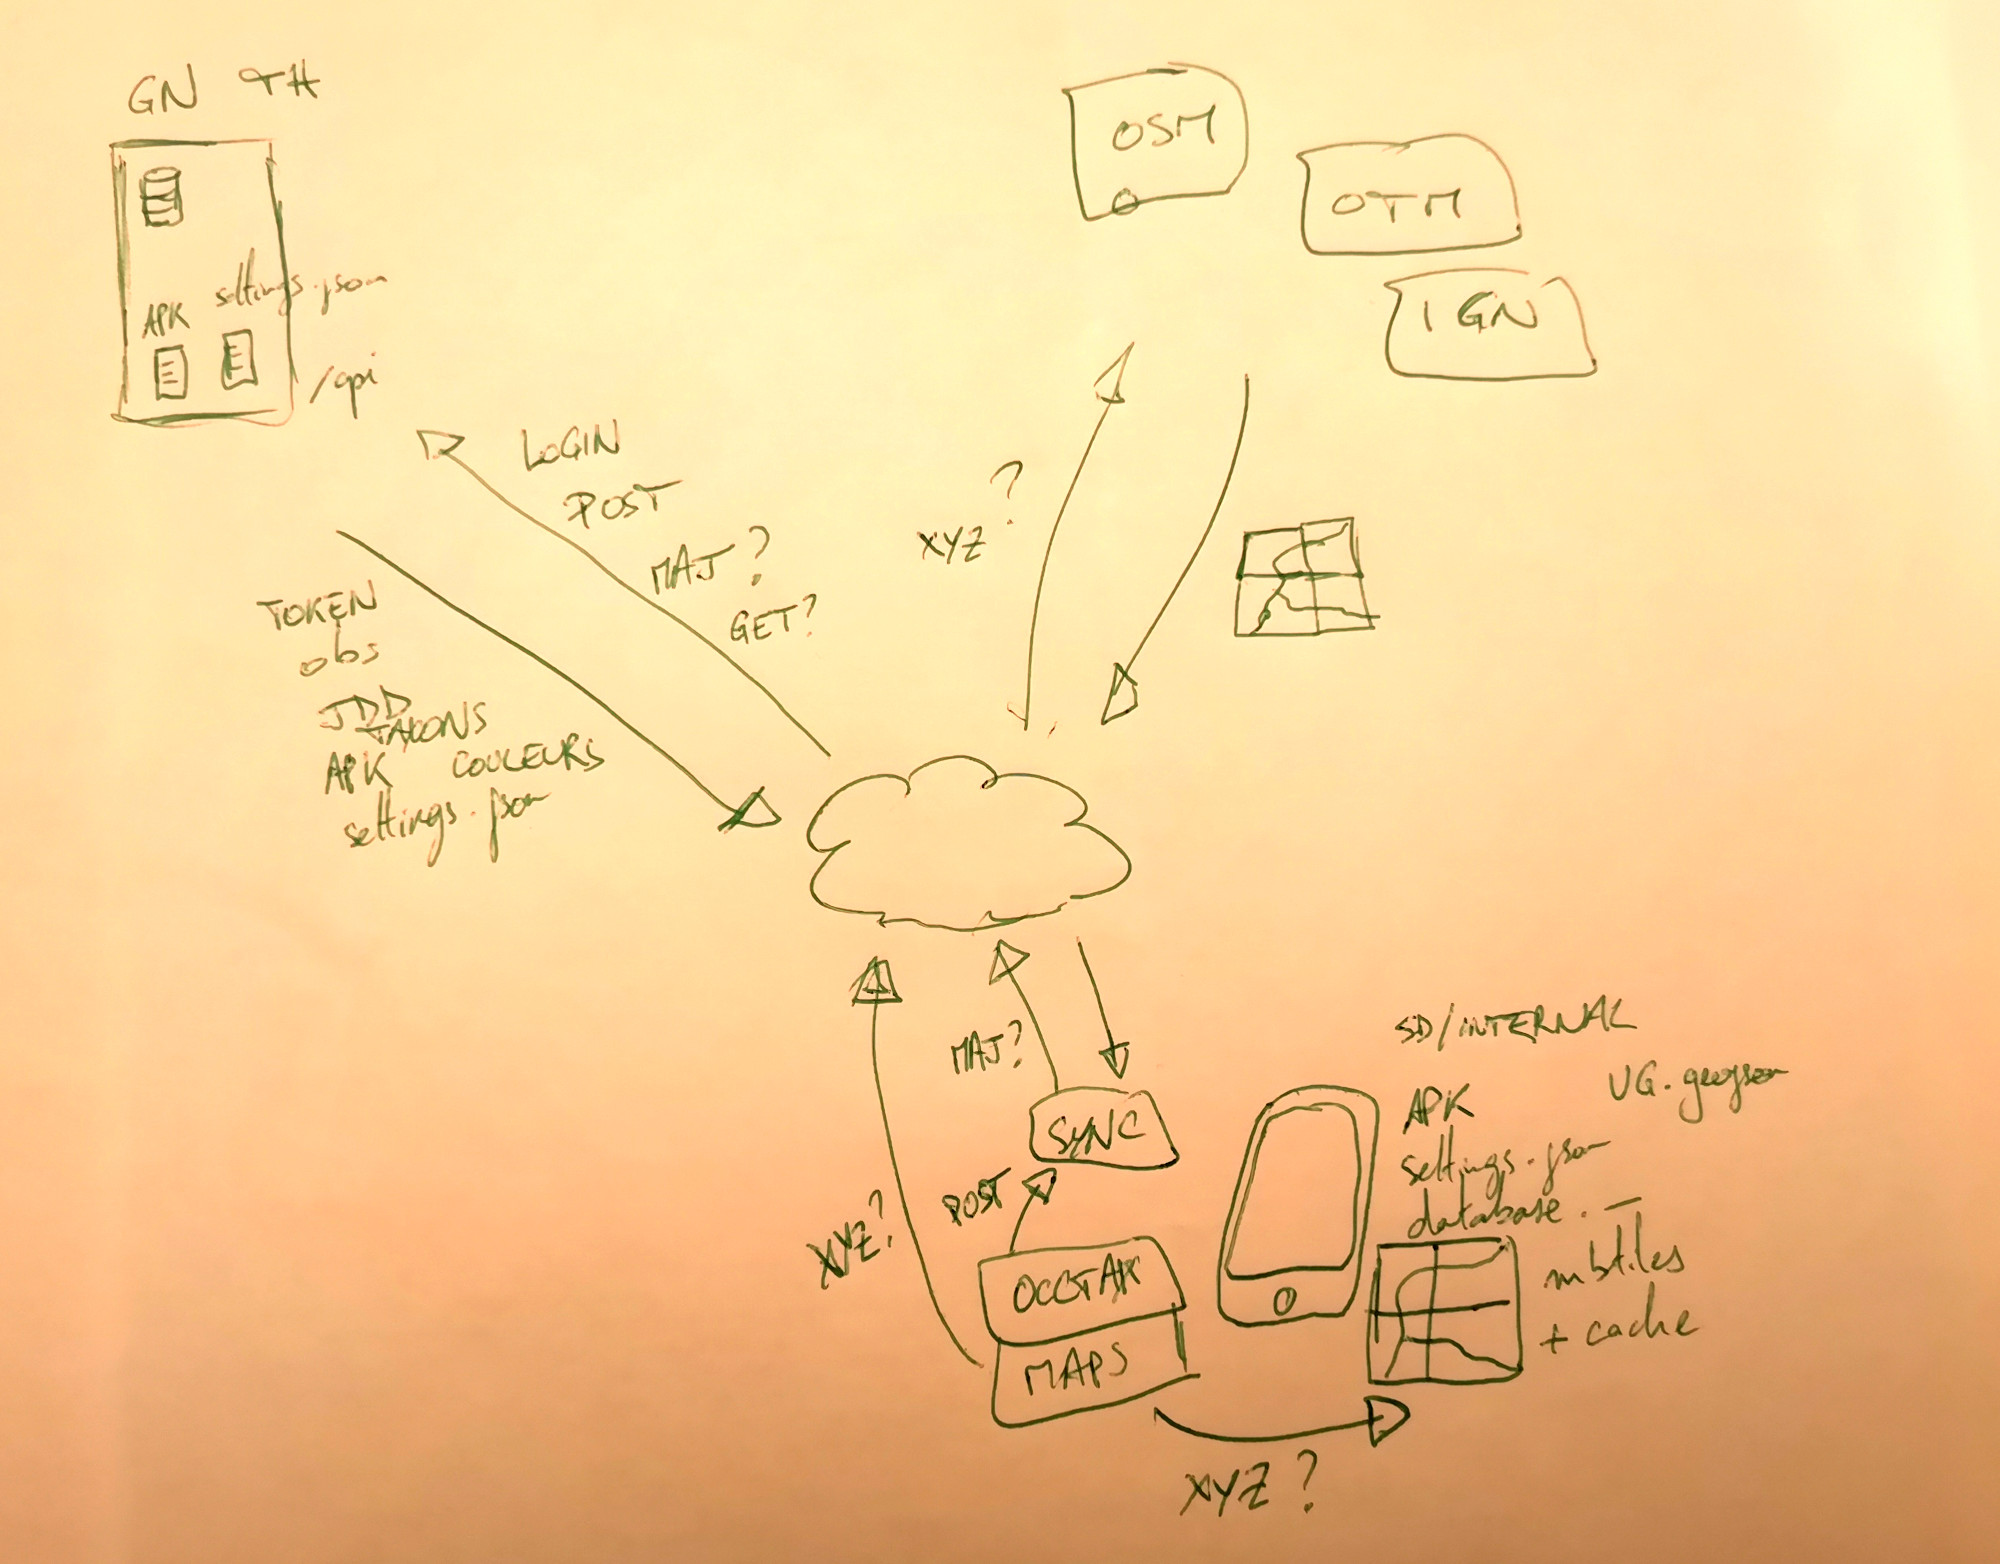 GN TH
settings.json
APK
/api
OSM
OTM
IGN
LOGIN
POST
MAJ ?
GET ?
TOKEN
obs
JDD
TAXONS
APK COULEURS
settings.json
XYZ ?
MAJ ?
SYNC
POST
XYZ ?
OCCTAX
MAPS
XYZ ?
SD/INTERNAL
UG.geojson
APK
settings.json
database. —
mbtiles
+ cache